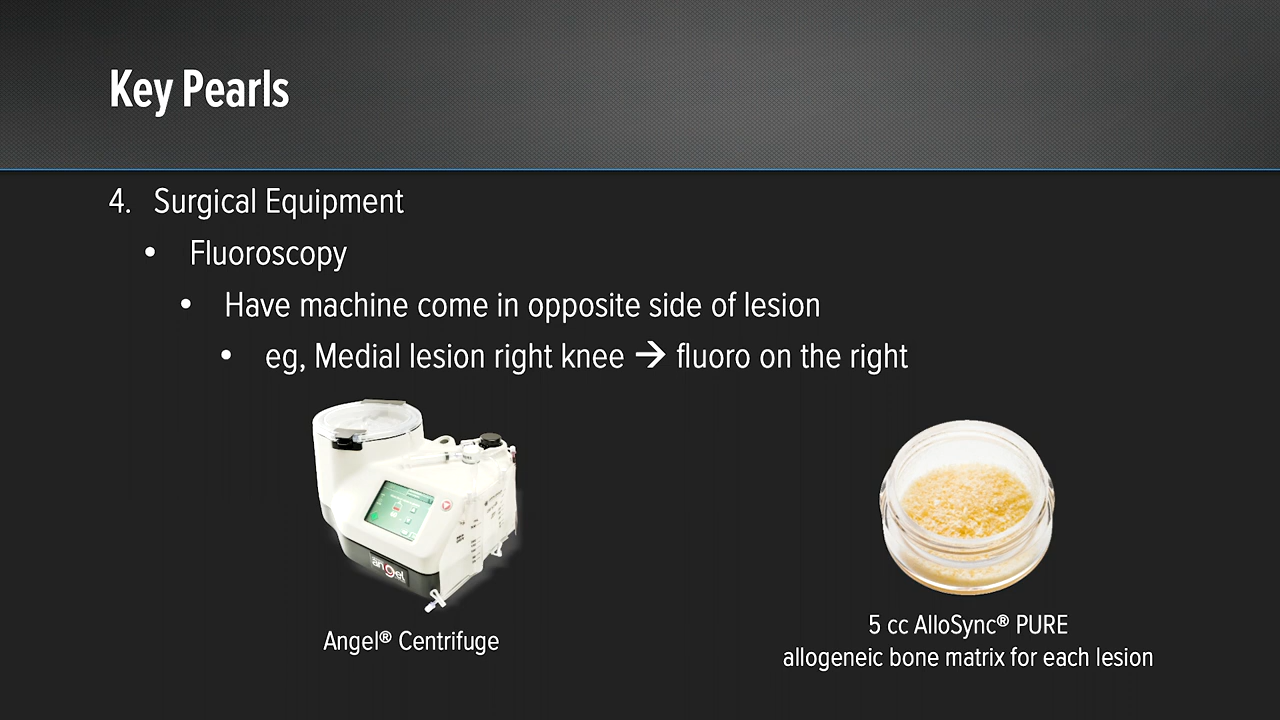 Key Pearls
4. Surgical Equipment
• Fluoroscopy
• Have machine come in opposite side of lesion
• eg, Medial lesion right knee → fluoro on the right
angel
Angel® Centrifuge
5 cc AlloSync® PURE
allogeneic bone matrix for each lesion